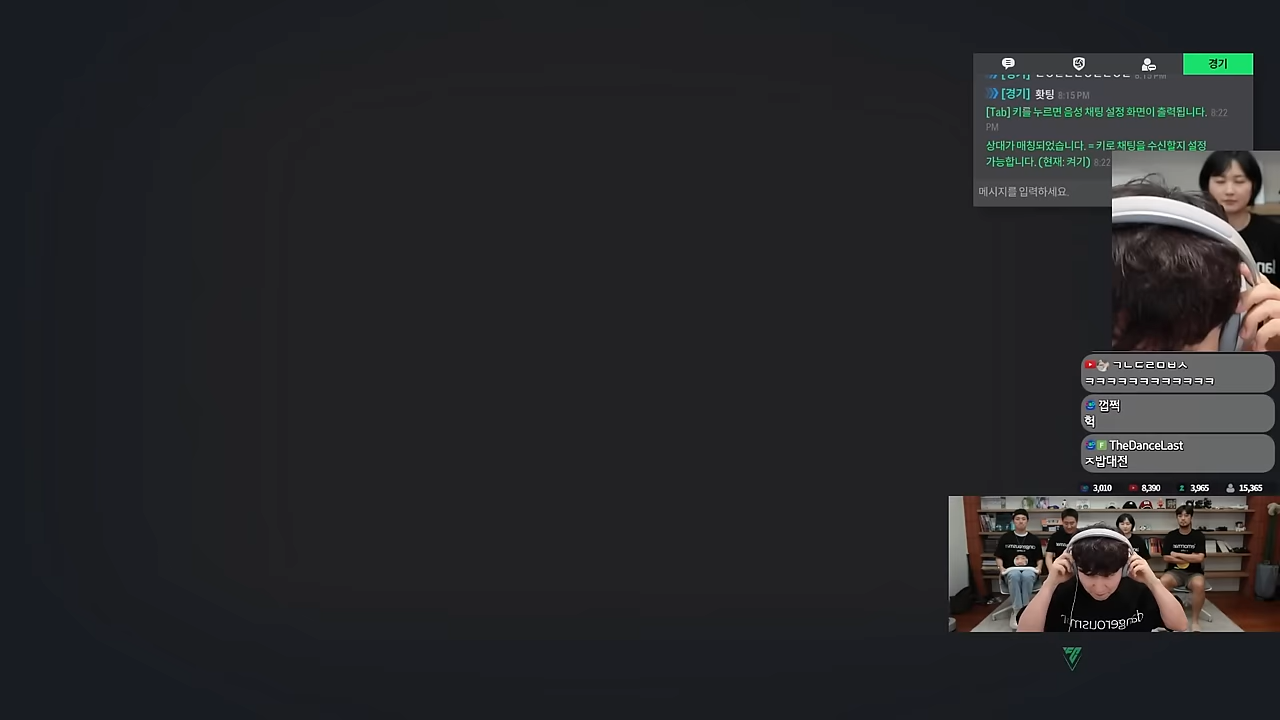 경기
[경기] 홧팅 8:15 PM
[Tab] 키를 누르면 음성 채팅 설정 화면이 출력됩니다. 8:22
PM
상대가 매칭되었습니다. = 키로 채팅을 수신할지 설정
가능합니다. (현재: 켜기) 8:22
메시지를 입력하세요.
ㄱㄴㄷㄹㅁㅂㅅ
ㅋㅋㅋㅋㅋㅋㅋㅋㅋㅋㅋㅋ
껍쩍
헉
TheDanceLast
ㅈ밥대전
3,010 8,390 3,965 15,365
dangerousmin